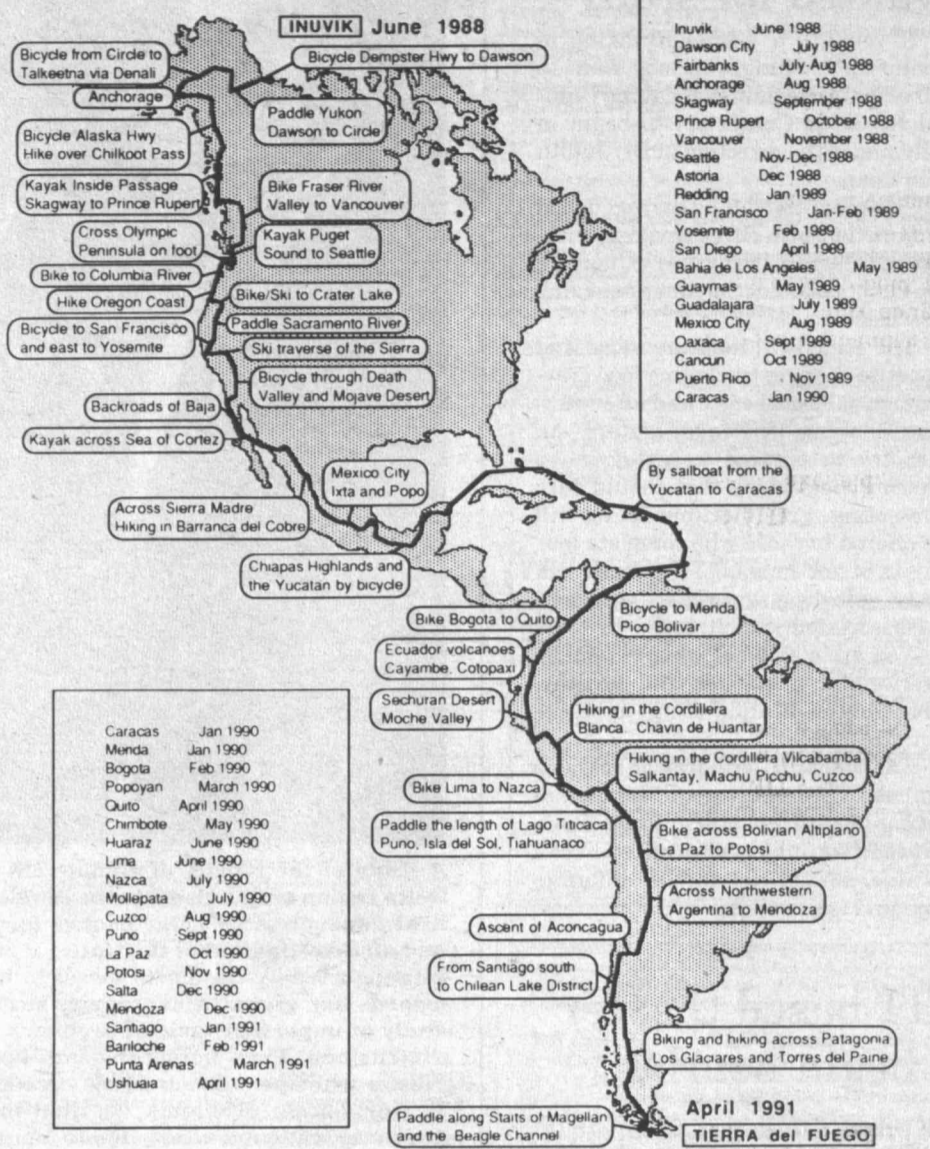 INUVIK June 1988
Bicycle from Circle to
Talkeetna via Denali
Bicycle Dempster Hwy to Dawson
Anchorage
Paddle Yukon
Dawson to Circle
Bicycle Alaska Hwy
Hike over Chilkoot Pass
Kayak Inside Passage
Skagway to Prince Rupert
Bike Fraser River
Valley to Vancouver
Cross Olympic
Peninsula on foot
Kayak Puget
Sound to Seattle
Bike to Columbia River
Hike Oregon Coast
Bike/Ski to Crater Lake
Bicycle to San Francisco
and east to Yosemite
Paddle Sacramento River
Ski traverse of the Sierra
Bicycle through Death
Valley and Mojave Desert
Backroads of Baja
Kayak across Sea of Cortez
Mexico City
Ixta and Popo
By sailboat from the
Yucatan to Caracas
Across Sierra Madre
Hiking in Barranca del Cobre
Chiapas Highlands and
the Yucatan by bicycle
Bicycle to Merida
Pico Bolivar
Bike Bogota to Quito
Ecuador volcanoes
Cayambe, Cotopaxi
Sechuran Desert
Moche Valley
Hiking in the Cordillera
Blanca. Chavin de Huantar
Hiking in the Cordillera Vilcabamba
Salkantay, Machu Picchu, Cuzco
Bike Lima to Nazca
Paddle the length of Lago Titicaca
Puno, Isla del Sol, Tiahuanaco
Bike across Bolivian Altiplano
La Paz to Potosi
Across Northwestern
Argentina to Mendoza
Ascent of Aconcagua
From Santiago south
to Chilean Lake District
Biking and hiking across Patagonia
Los Glaciares and Torres del Paine
Paddle along Staits of Magellan
and the Beagle Channel
April 1991
TIERRA del FUEGO
Inuvik June 1988
Dawson City July 1988
Fairbanks July-Aug 1988
Anchorage Aug 1988
Skagway September 1988
Prince Rupert October 1988
Vancouver November 1988
Seattle Nov-Dec 1988
Astoria Dec 1988
Redding Jan 1989
San Francisco Jan-Feb 1989
Yosemite Feb 1989
San Diego April 1989
Bahia de Los Angeles May 1989
Guaymas May 1989
Guadalaja July 1989
Mexico City Aug 1989
Oaxaca Sept 1989
Cancun Oct 1989
Puerto Rico Nov 1989
Caracas Jan 1990
Caracas Jan 1990
Merida Jan 1990
Bogota Feb 1990
Popoyan March 1990
Quito April 1990
Chimbote May 1990
Huaraz June 1990
Lima June 1990
Nazca July 1990
Mollepata July 1990
Cuzco Aug 1990
Puno Sept 1990
La Paz Oct 1990
Potosi Nov 1990
Salta Dec 1990
Mendoza Dec 1990
Santiago Jan 1991
Bariloche Feb 1991
Punta Arenas March 1991
Ushuaia April 1991